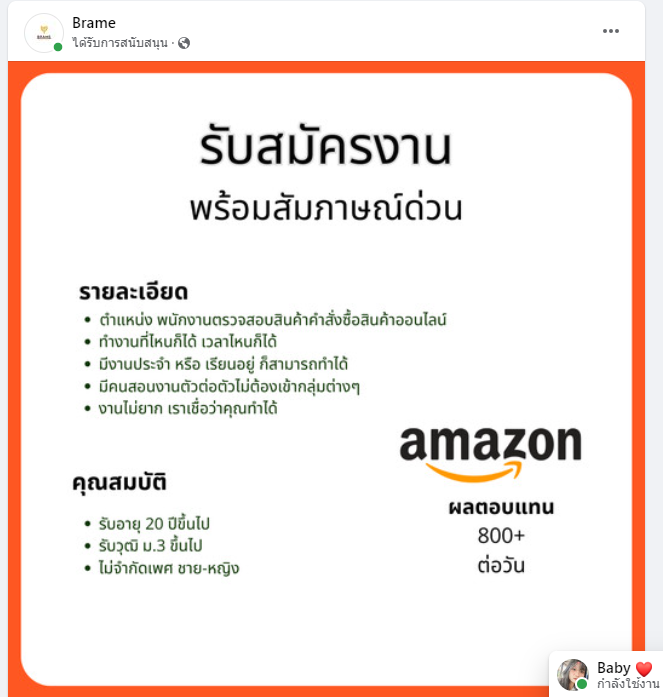 Brame
ได้รับการสนับสนุน ·
รับสมัครงาน
พร้อมสัมภาษณ์ด่วน
รายละเอียด
• ตำแหน่ง พนักงานตรวจสอบสินค้าคำสั่งซื้อสินค้าออนไลน์
• ทำงานที่ไหนก็ได้ เวลาไหนก็ได้
• มีงานประจำ หรือ เรียนอยู่ ก็สามารถทำได้
• มีคนสอนงานตัวต่อตัวไม่ต้องเข้ากลุ่มต่างๆ
• งานไม่ยาก เราเชื่อว่าคุณทำได้
คุณสมบัติ
• รับอายุ 20 ปีขึ้นไป
• รับวุฒิ ม.3 ขึ้นไป
• ไม่จำกัดเพศ ชาย-หญิง
amazon
ผลตอบแทน
800+
ต่อวัน
Baby ❤️
กำลังใช้งาน